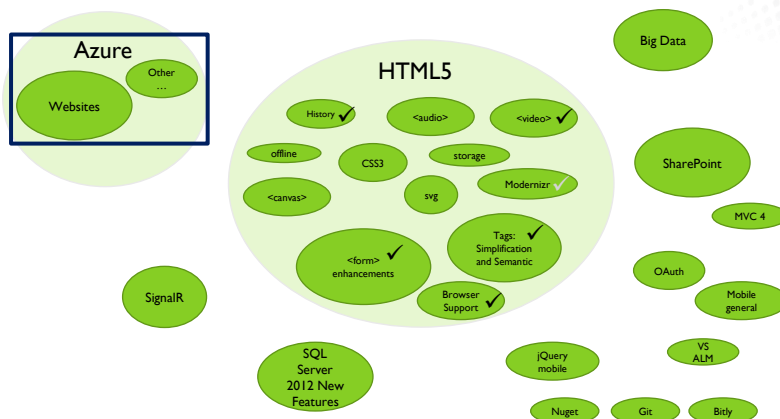 Azure
Other
…
Websites
HTML5
History
<audio>
<video>
offline
CSS3
storage
<canvas>
svg
Modernizr
<form>
enhancements
Tags:
Simplification
and Semantic
Browser
Support
Big Data
SharePoint
MVC 4
OAuth
Mobile
general
SignalR
SQL
Server
2012 New
Features
jQuery
mobile
VS
ALM
Nuget
Git
Bitly